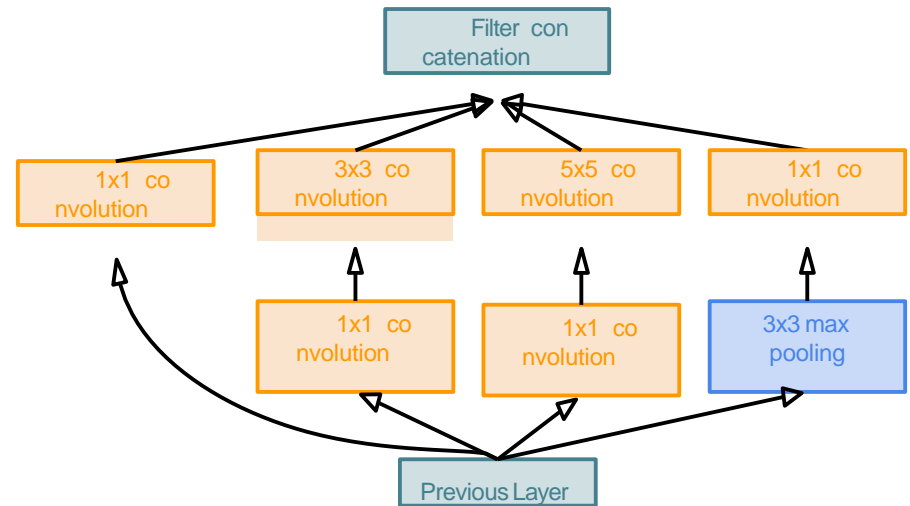 Filter con
catenation
1x1 co
nvolution
3x3 co
nvolution
5x5 co
nvolution
1x1 co
nvolution
1x1 co
nvolution
1x1 co
nvolution
3x3 max
pooling
Previous Layer